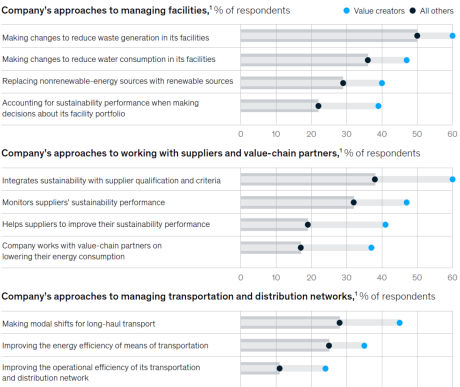 Company's approaches to managing facilities,¹ % of respondents
Value creators
All others
Making changes to reduce waste generation in its facilities
Making changes to reduce water consumption in its facilities
Replacing nonrenewable-energy sources with renewable sources
Accounting for sustainability performance when making
decisions about its facility portfolio
0 10 20 30 40 50 60
Company's approaches to working with suppliers and value-chain partners,¹ % of respondents
Integrates sustainability with supplier qualification and criteria
Monitors suppliers' sustainability performance
Helps suppliers to improve their sustainability performance
Company works with value-chain partners on
lowering their energy consumption
0 10 20 30 40 50 60
Company's approaches to managing transportation and distribution networks,¹ % of respondents
Making modal shifts for long-haul transport
Improving the energy efficiency of means of transportation
Improving the operational efficiency of its transportation
and distribution network